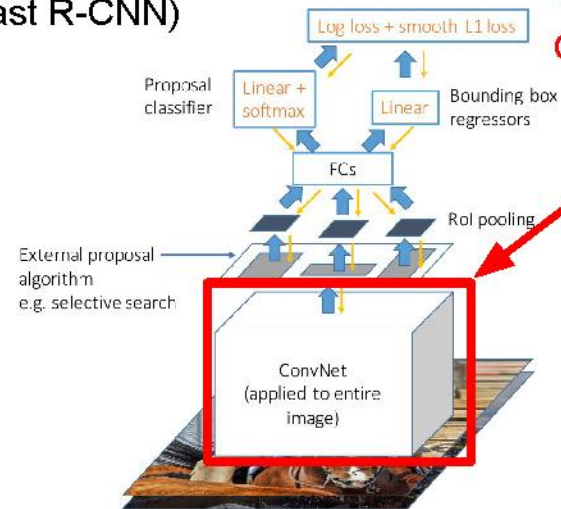 ast R-CNN)
Log loss + smooth L1 loss
Proposal
classifier
Linear +
softmax
Linear
Bounding box
regressors
FCs
RoI pooling
External proposal
algorithm
e.g. selective search
ConvNet
(applied to entire
image)